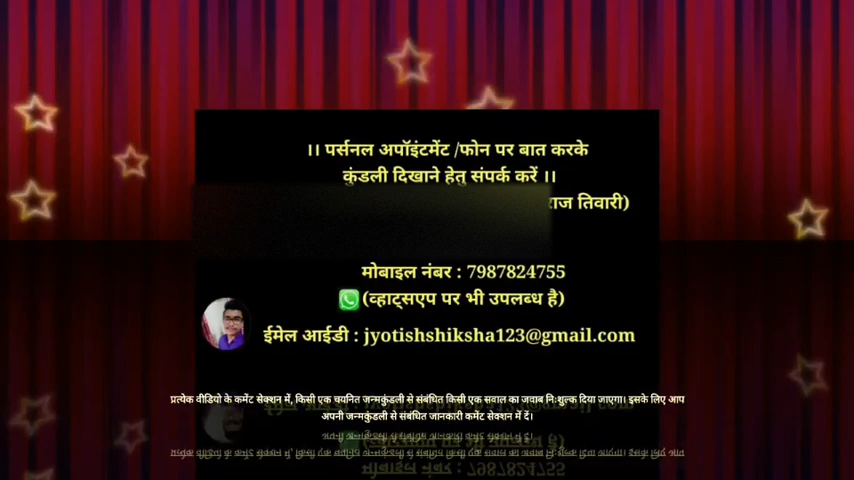 ।। पर्सनल अपॉइंटमेंट /फोन पर बात करके
कुंडली दिखाने हेतु संपर्क करें ।।
तिवारी)
मोबाइल नंबर : 7987824755
(व्हाट्सएप पर भी उपलब्ध है)
ईमेल आईडी : jyotishshiksha123@gmail.com
प्रत्येक वीडियो के कमेंट सेक्शन में, किसी एक चयनित जन्मकुंडली से संबंधित किसी एक सवाल का जवाब निःशुल्क दिया जाएगा। इसके लिए आप
अपनी जन्मकुंडली से संबंधित जानकारी कमेंट सेक्शन में दें।